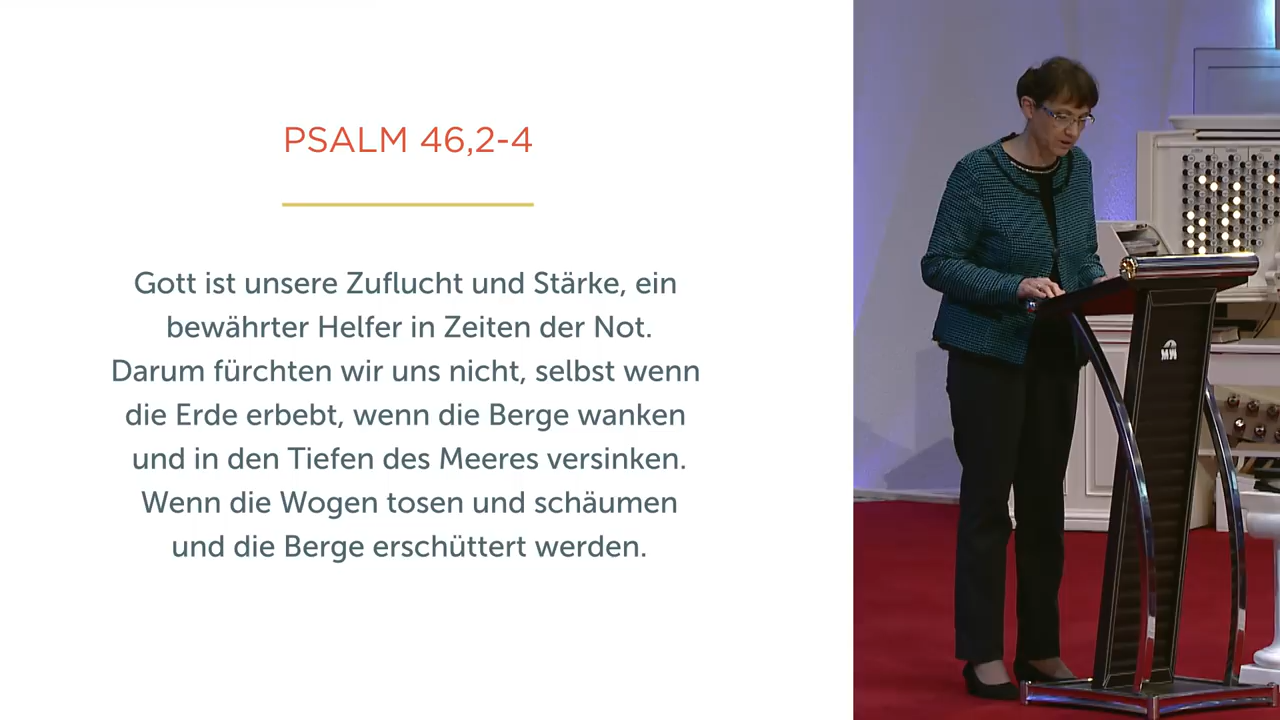 PSALM 46,2-4
Gott ist unsere Zuflucht und Stärke, ein
bewährter Helfer in Zeiten der Not.
Darum fürchten wir uns nicht, selbst wenn
die Erde erbebt, wenn die Berge wanken
und in den Tiefen des Meeres versinken.
Wenn die Wogen tosen und schäumen
und die Berge erschüttert werden.
MW